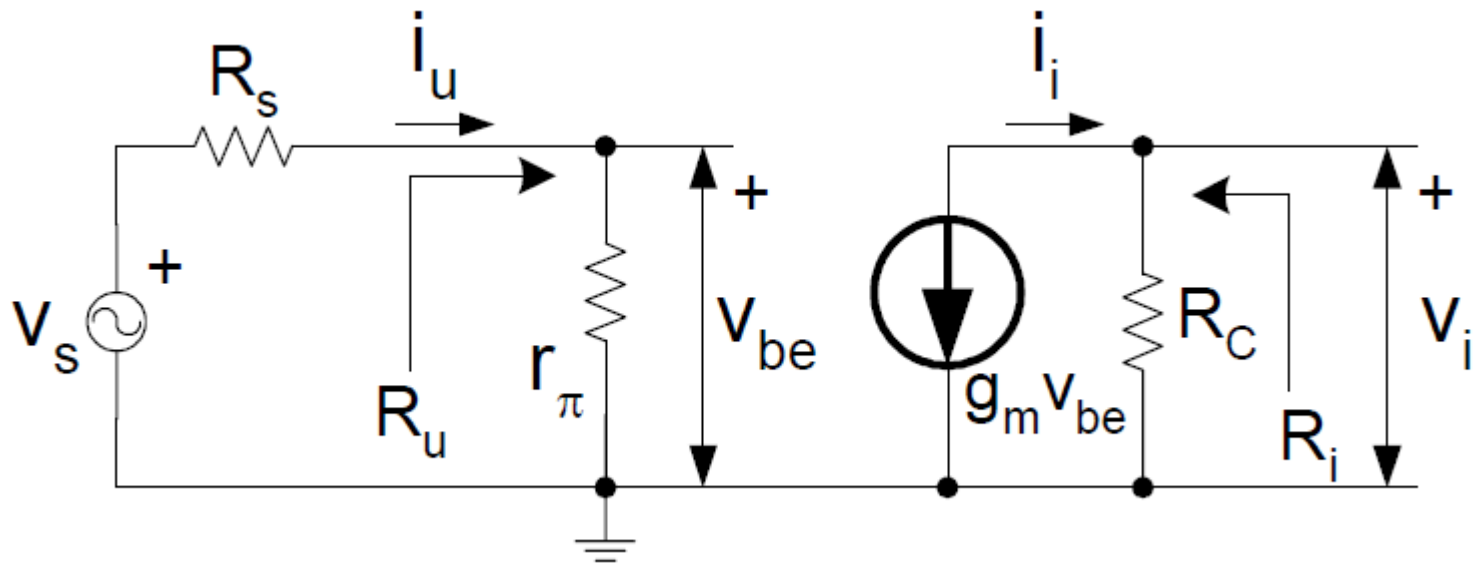 R_s
i_u
i_i
+
+
+
V_s
R_u
r_π
v_be
g_m v_be
R_C
R_i
v_i